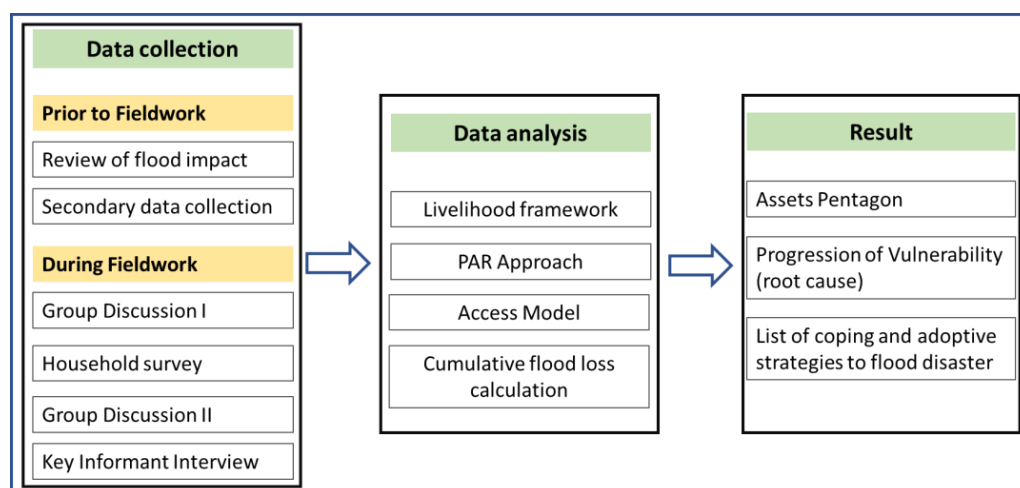 Data collection
Prior to Fieldwork
Review of flood impact
Secondary data collection
During Fieldwork
Group Discussion I
Household survey
Group Discussion II
Key Informant Interview
Data analysis
Livelihood framework
PAR Approach
Access Model
Cumulative flood loss
calculation
Result
Assets Pentagon
Progression of Vulnerability
(root cause)
List of coping and adoptive
strategies to flood disaster